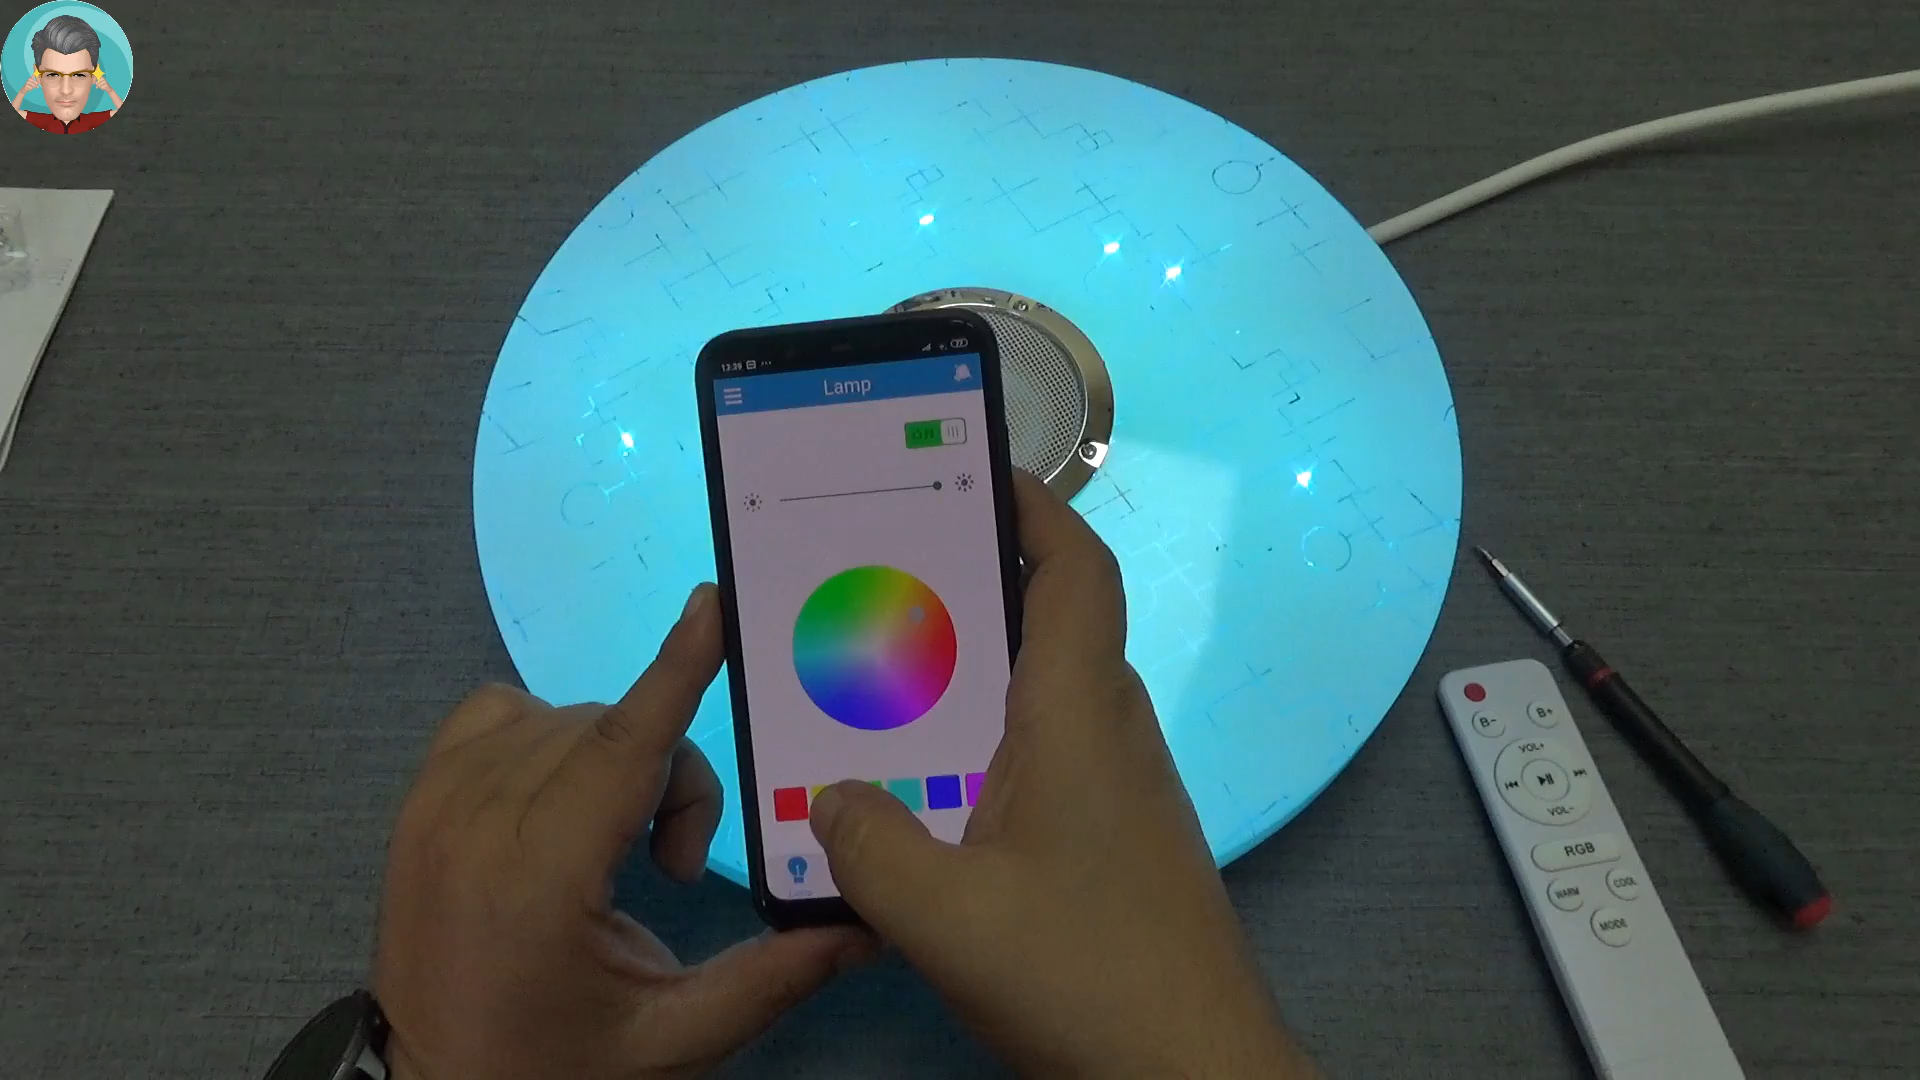 12:39
Lamp
ON
B-
B+
VOL+
VOL-
RGB
WARM
COOL
MODE